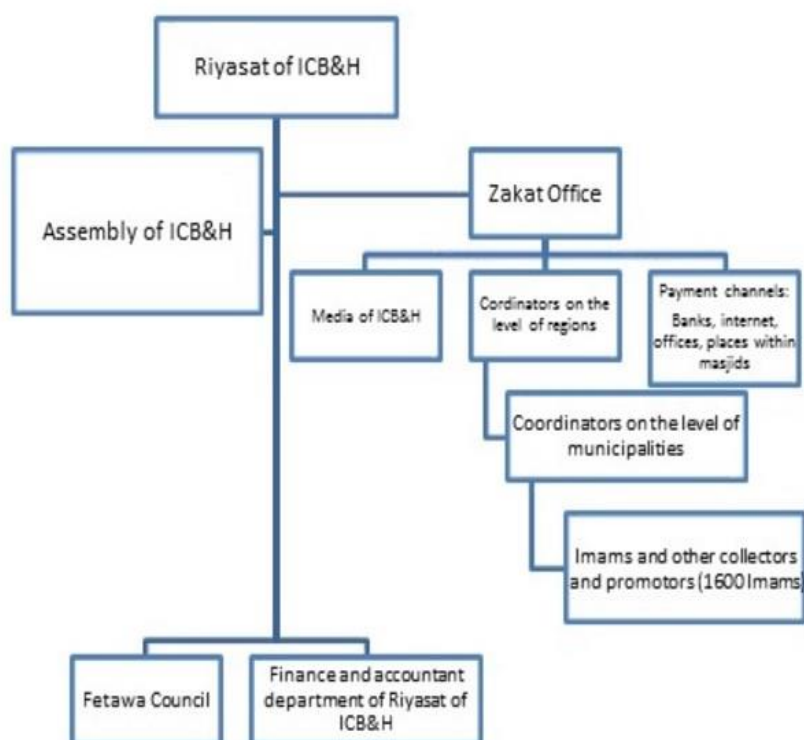 Riyasat of ICB&H
Assembly of ICB&H
Zakat Office
Media of ICB&H
Cordinators on the
level of regions
Payment channels:
Banks, internet,
offices, places within
masjids
Coordinators on the level of
municipalities
Imams and other collectors
and promotors (1600 Imams)
Fetawa Council
Finance and accountant
department of Riyasat of
ICB&H